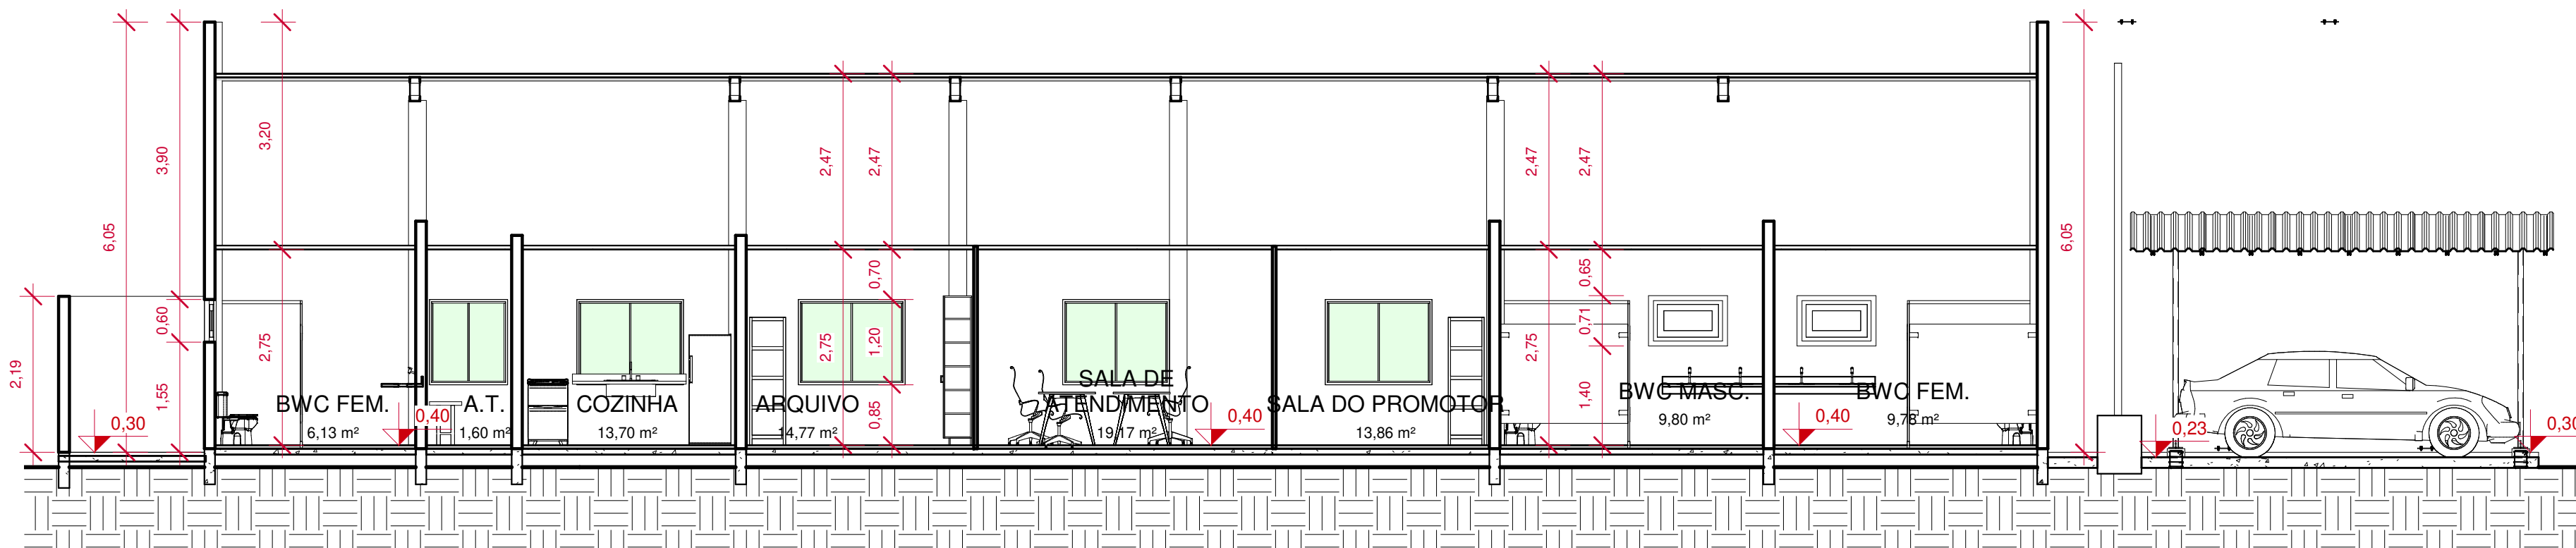 6,05
3,90
3,20
2,47
2,47
2,47
2,47
6,05
0,70
0,65
0,60
2,75
2,75
1,20
2,75
0,71
2,19
1,55
0,85
1,40
BWC FEM.
6,13 m²
A.T.
1,60 m²
COZINHA
13,70 m²
ARQUIVO
14,77 m²
SALA DE
ATENDIMENTO
19,17 m²
SALA DO PROMOTOR
13,86 m²
BWC MASC.
9,80 m²
BWC FEM.
9,78 m²
0,30
0,40
0,40
0,40
0,23
0,30